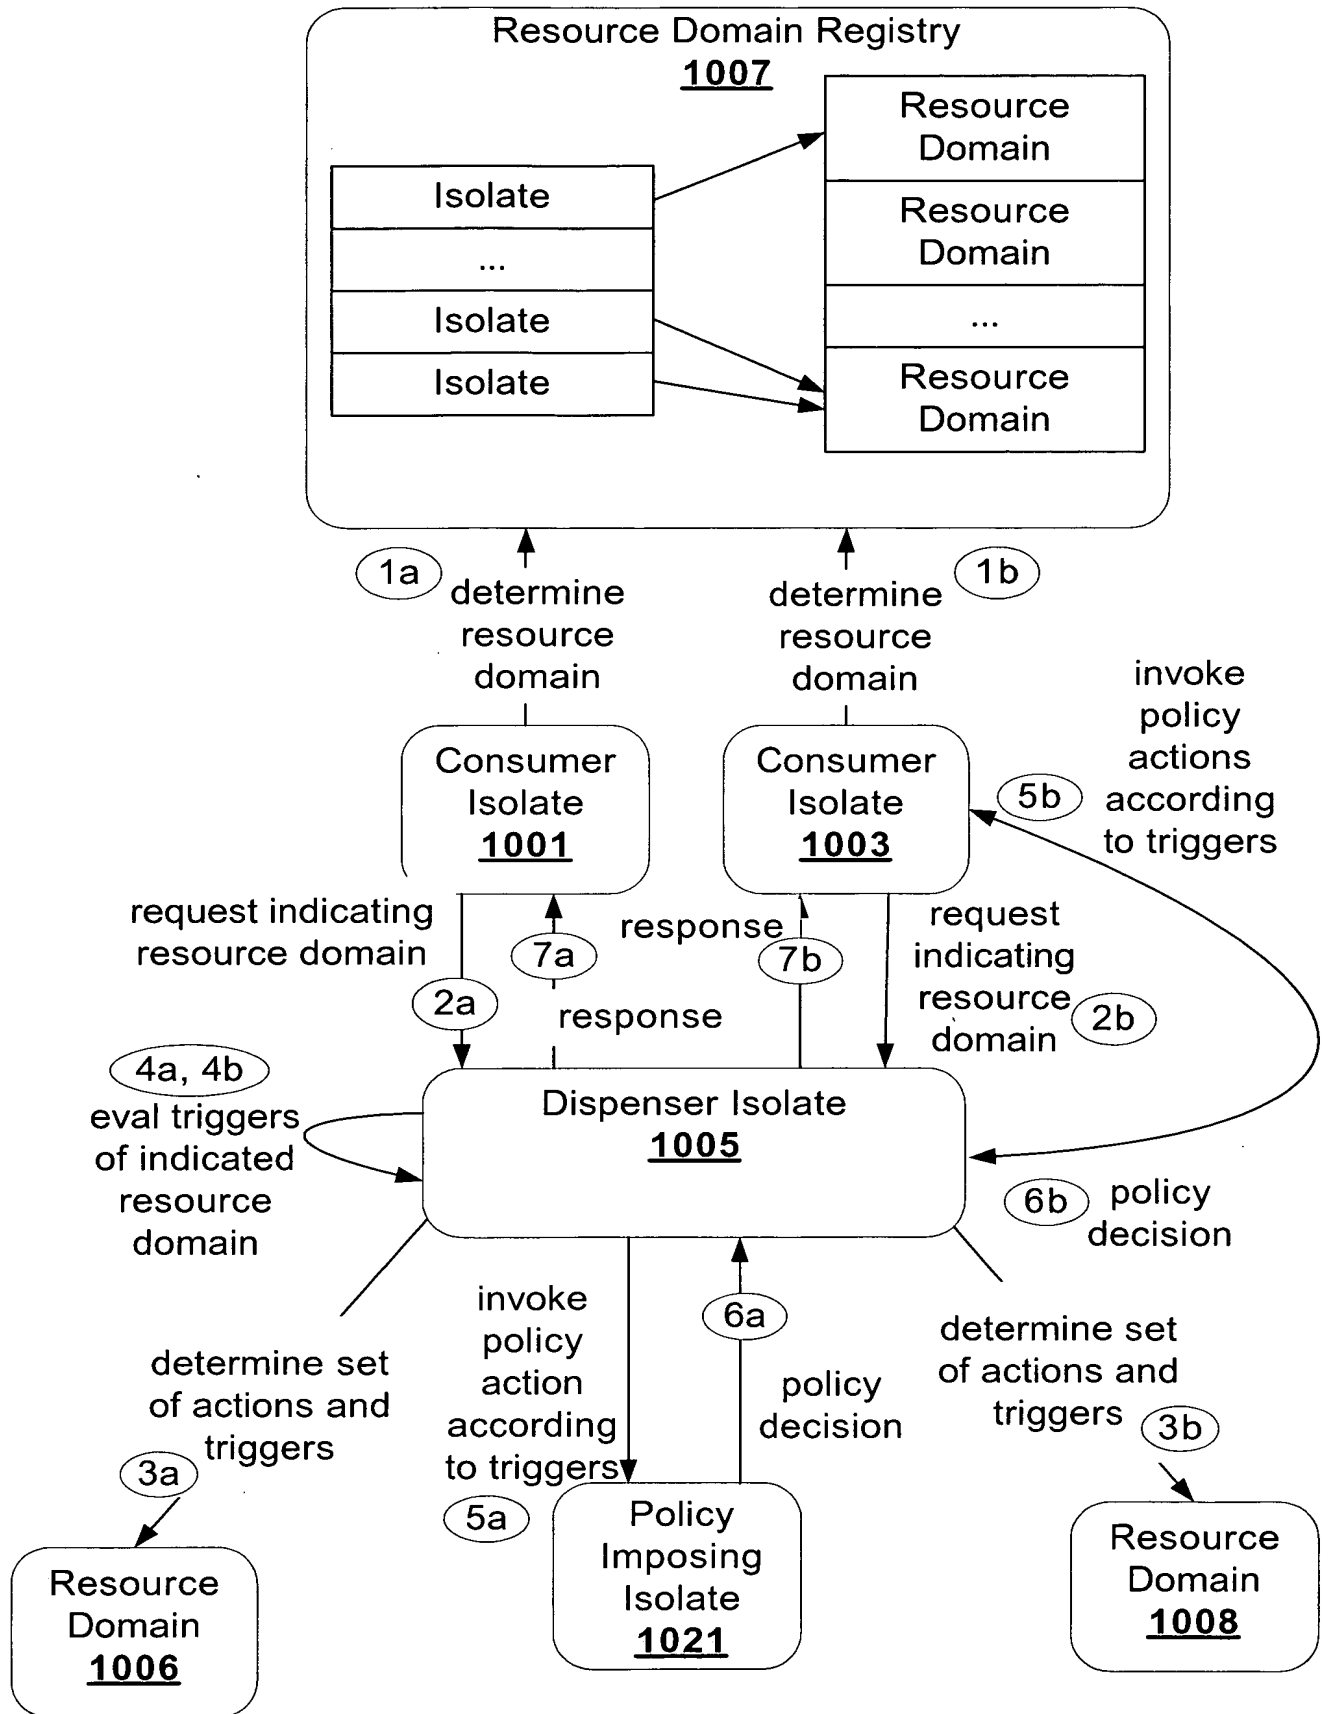 Resource Domain Registry
1007
Isolate
...
Isolate
Isolate
Resource
Domain
Resource
Domain
...
Resource
Domain
1a
determine
resource
domain
1b
determine
resource
domain
Consumer
Isolate
1001
Consumer
Isolate
1003
5b
invoke
policy
actions
according
to triggers
request indicating
resource domain
2a
7a
response
response
7b
request
indicating
resource
domain
2b
4a, 4b
eval triggers
of indicated
resource
domain
Dispenser Isolate
1005
6b
policy
decision
determine set
of actions and
triggers
3a
invoke
policy
action
according
to triggers
5a
6a
policy
decision
determine set
of actions and
triggers
3b
Resource
Domain
1006
Policy
Imposing
Isolate
1021
Resource
Domain
1008